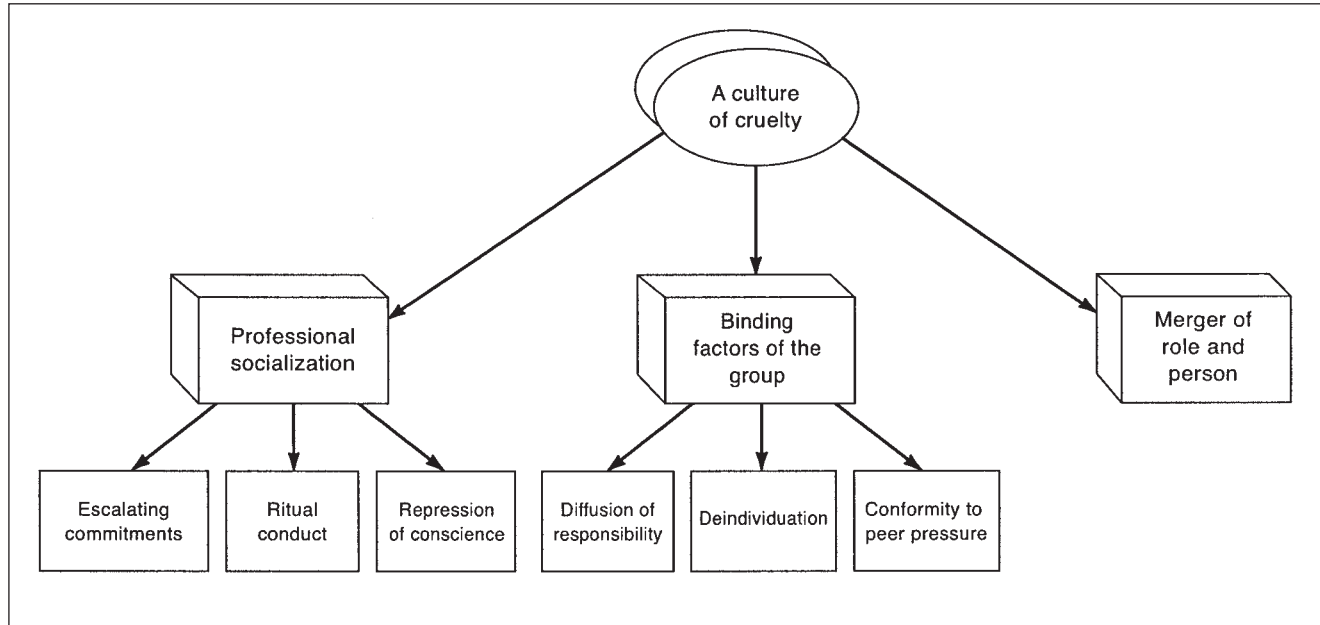 A culture
of cruelty
Professional
socialization
Binding
factors of the
group
Merger of
role and
person
Escalating
commitments
Ritual
conduct
Repression
of conscience
Diffusion of
responsibility
Deindividuation
Conformity to
peer pressure